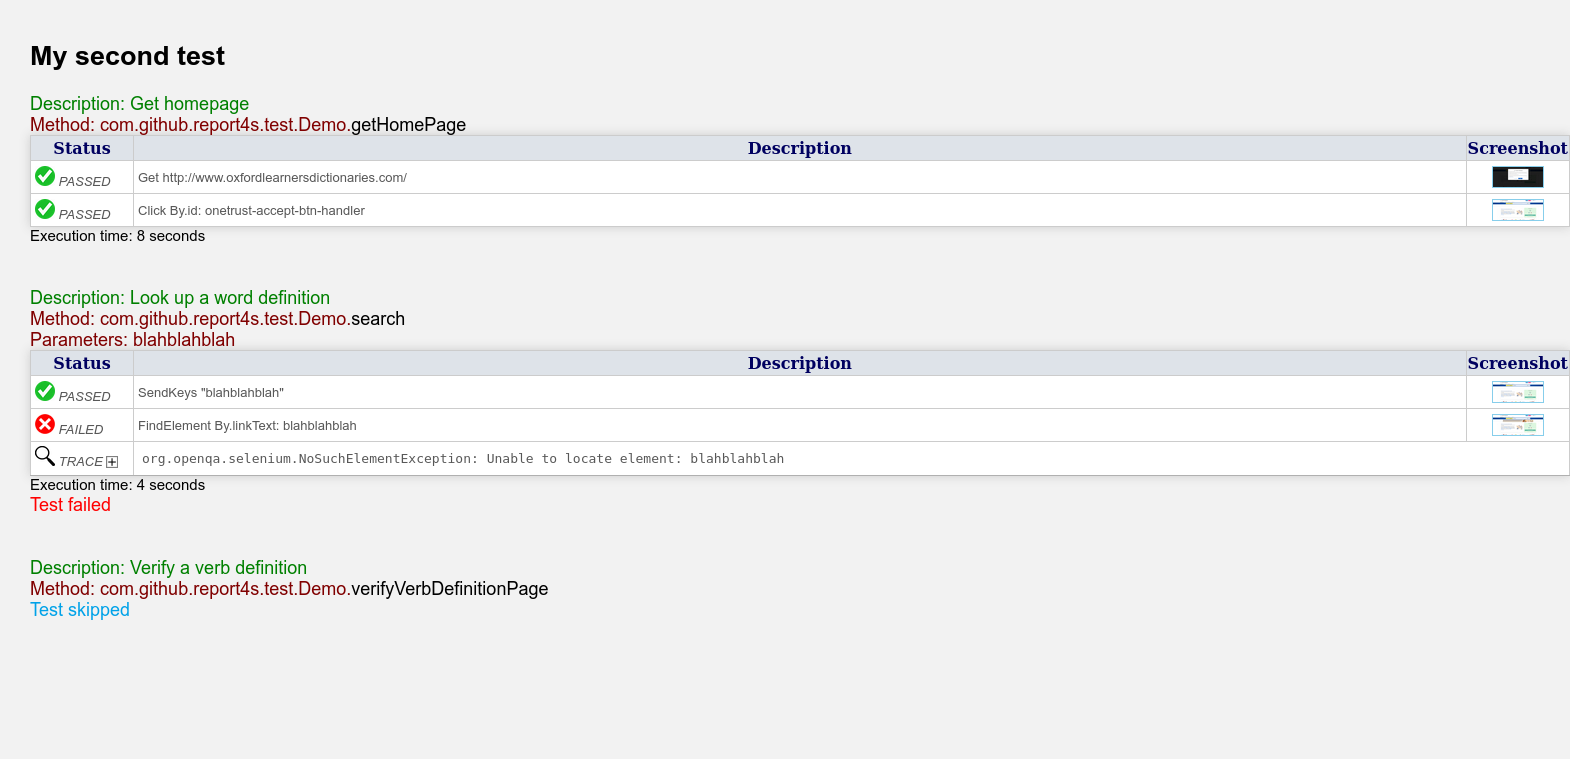 My second test
Description: Get homepage
Method: com.github.report4s.test.Demo.getHomePage
Status Description Screenshot
PASSED Get http://www.oxfordlearnersdictionaries.com/
PASSED Click By.id: onetrust-accept-btn-handler
Execution time: 8 seconds
Description: Look up a word definition
Method: com.github.report4s.test.Demo.search
Parameters: blahblahblah
Status Description Screenshot
PASSED SendKeys "blahblahblah"
FAILED FindElement By.linkText: blahblahblah
TRACE org.openqa.selenium.NoSuchElementException: Unable to locate element: blahblahblah
Execution time: 4 seconds
Test failed
Description: Verify a verb definition
Method: com.github.report4s.test.Demo.verifyVerbDefinitionPage
Test skipped